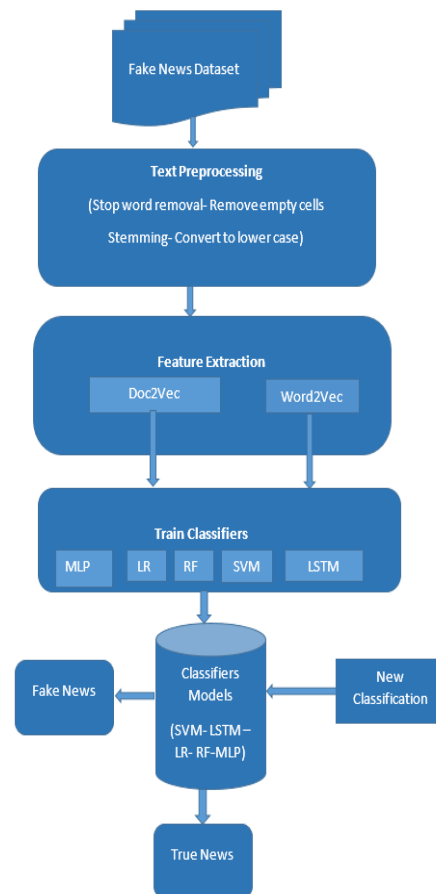 Fake News Dataset
Text Preprocessing
(Stop word removal- Remove empty cells
Stemming- Convert to lower case)
Feature Extraction
Doc2Vec
Word2Vec
Train Classifiers
MLP
LR
RF
SVM
LSTM
Classifiers
Models
(SVM- LSTM –
LR- RF-MLP)
Fake News
New
Classification
True News